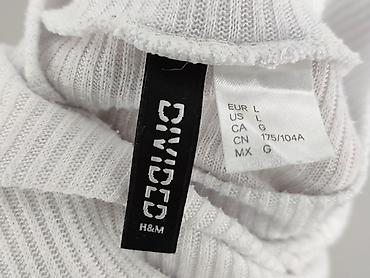 DIVIDED
H&M
EUR L
US L
CA G
CN 175/104A
MX G